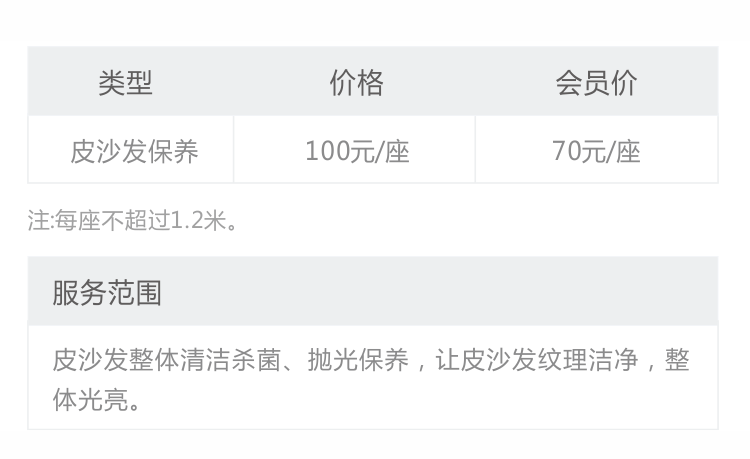 类型 价格 会员价
皮沙发保养 100元/座 70元/座
注:每座不超过1.2米。
服务范围
皮沙发整体清洁杀菌、抛光保养，让皮沙发纹理洁净，整
体光亮。